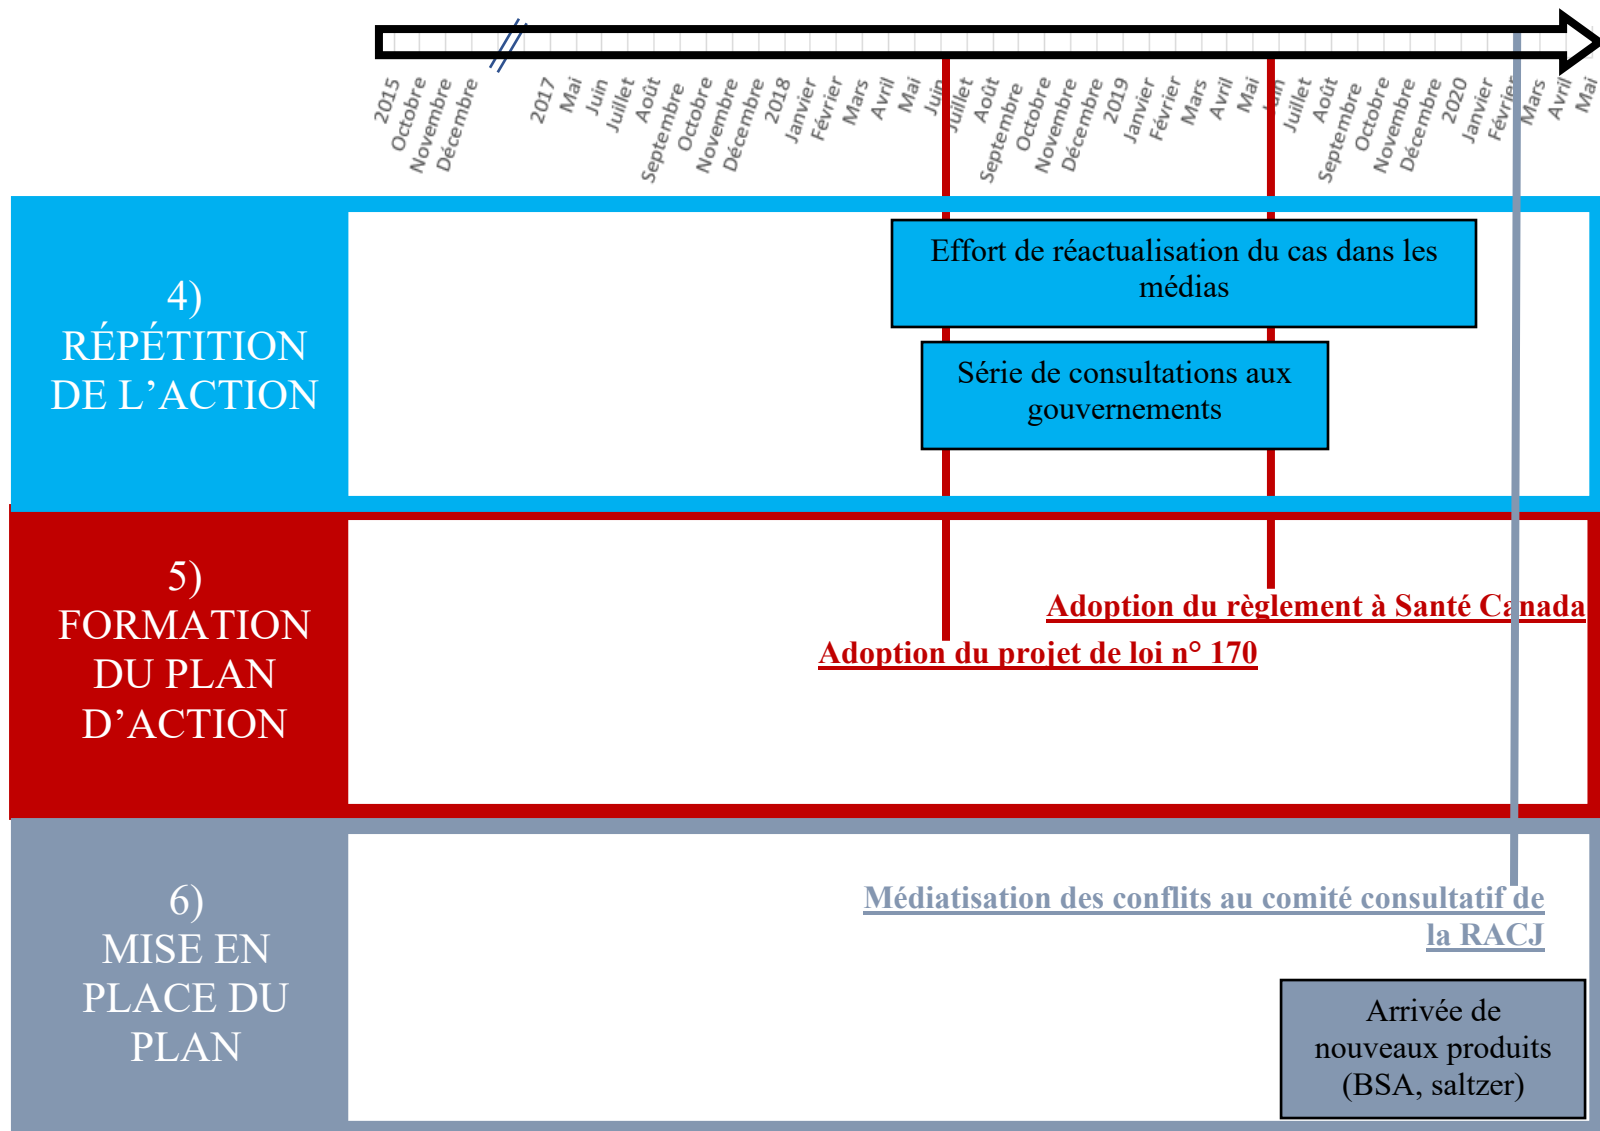 2015
Octobre
Novembre
Décembre
2017
Mai
Juin
Juillet
Août
Septembre
Octobre
Novembre
Décembre
2018
Janvier
Février
Mars
Avril
Mai
Juin
Juillet
Août
Septembre
Octobre
Novembre
Décembre
2019
Janvier
Février
Mars
Avril
Mai
Juin
Juillet
Août
Septembre
Octobre
Novembre
Décembre
2020
Janvier
Février
Mars
Avril
Mai
4)
RÉPÉTITION
DE L’ACTION
Effort de réactualisation du cas dans les
médias
Série de consultations aux
gouvernements
5)
FORMATION
DU PLAN
D’ACTION
Adoption du règlement à Santé Canada
Adoption du projet de loi n° 170
6)
MISE EN
PLACE DU
PLAN
Médiatisation des conflits au comité consultatif de
la RACJ
Arrivée de
nouveaux produits
(BSA, saltzer)